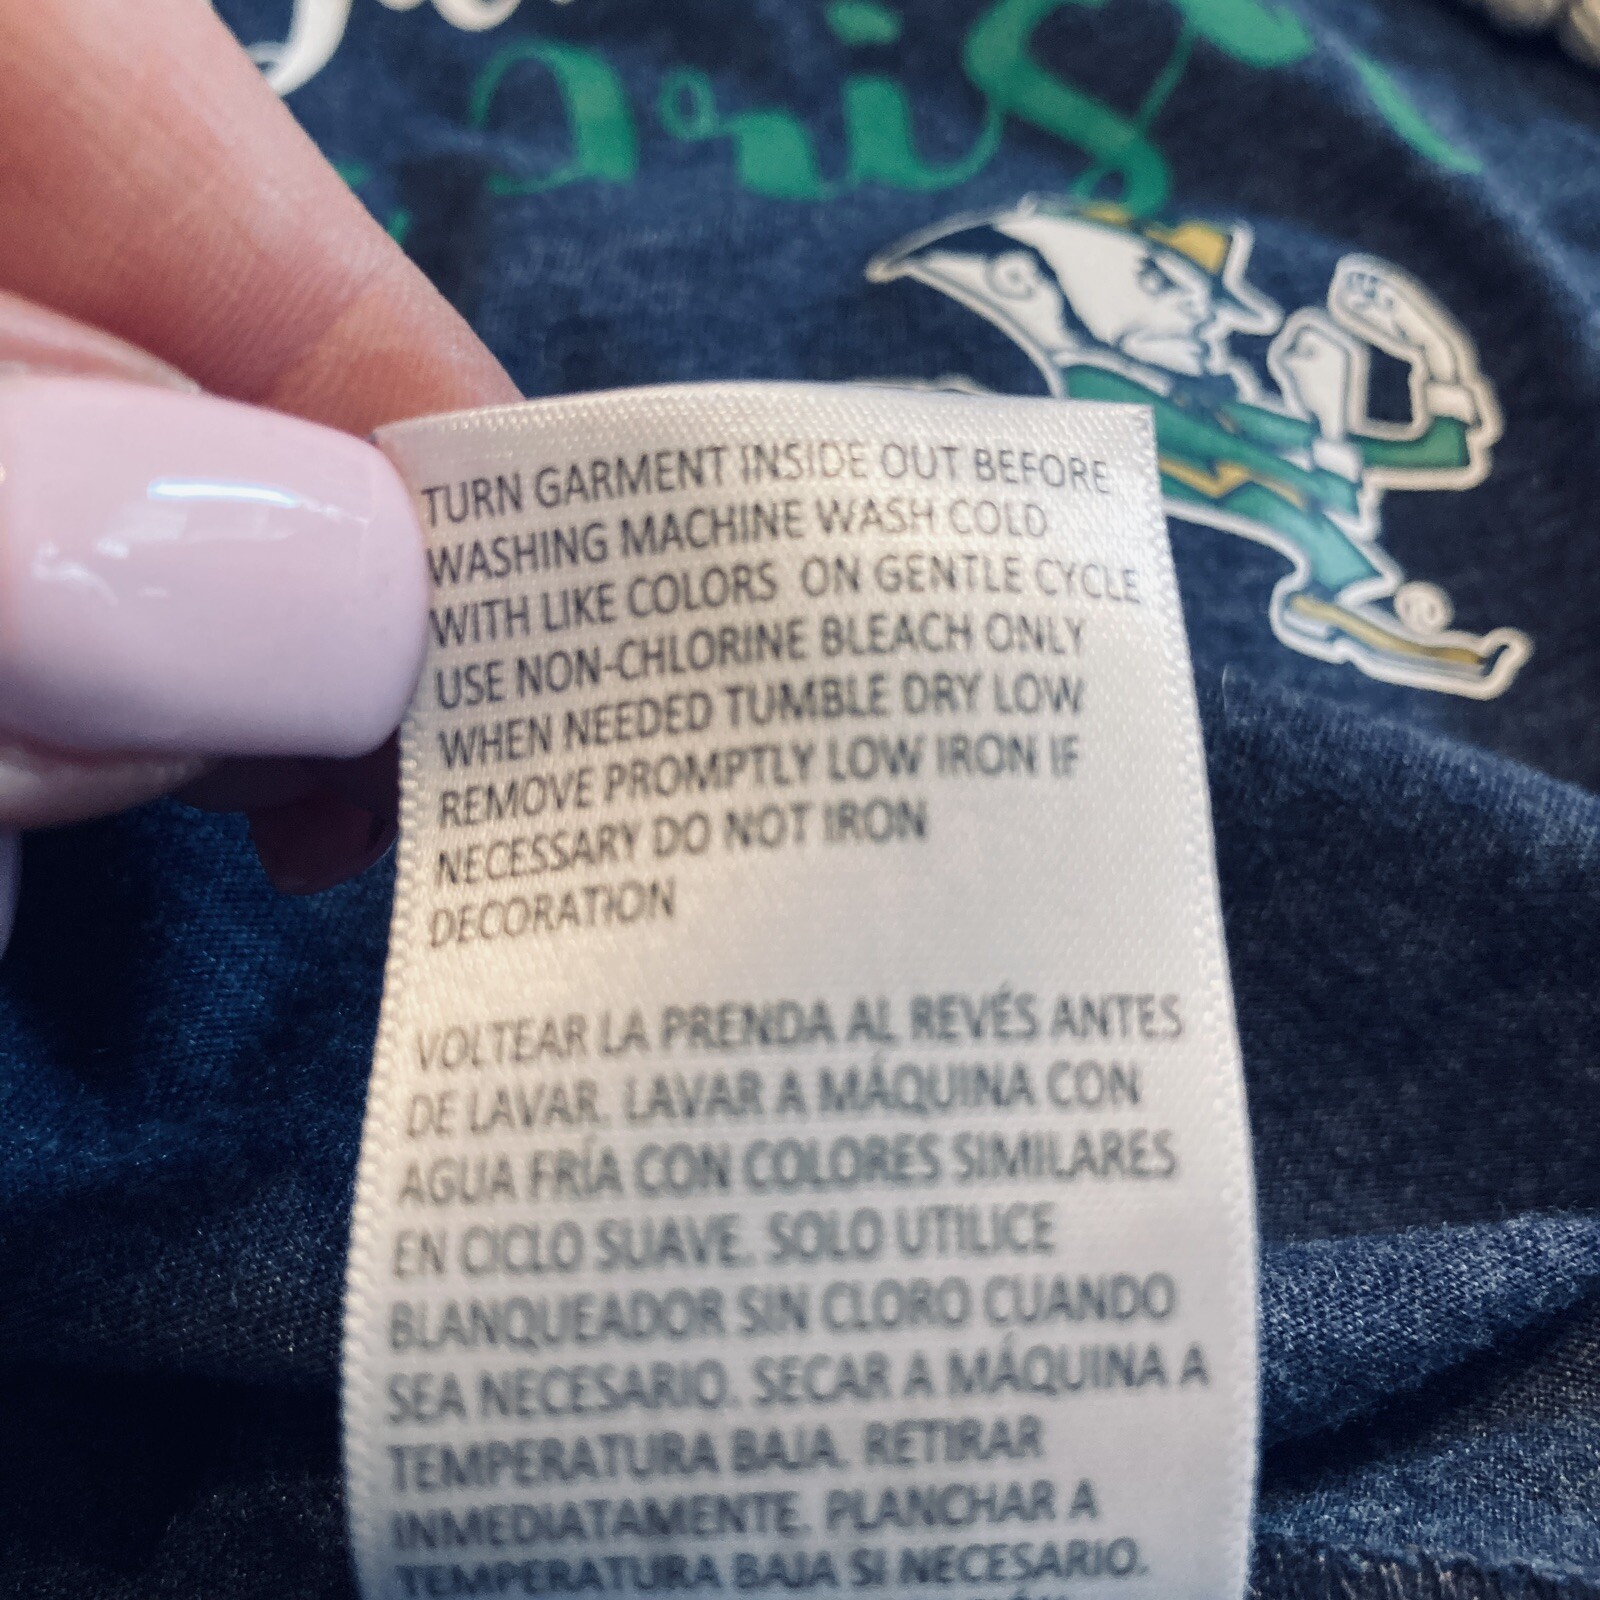 TURN GARMENT INSIDE OUT BEFORE
WASHING MACHINE WASH COLD
WITH LIKE COLORS ON GENTLE CYCLE
USE NON-CHLORINE BLEACH ONLY
WHEN NEEDED TUMBLE DRY LOW
REMOVE PROMPTLY LOW IRON IF
NECESSARY DO NOT IRON
DECORATION
VOLTEAR LA PRENDA AL REVÉS ANTES
DE LAVAR. LAVAR A MÁQUINA CON
AGUA FRÍA CON COLORES SIMILARES
EN CICLO SUAVE. SOLO UTILICE
BLANQUEADOR SIN CLORO CUANDO
SEA NECESARIO. SECAR A MÁQUINA A
TEMPERATURA BAJA. RETIRAR
INMEDIATAMENTE. PLANCHAR A
TEMPERATURA BAJA SI NECESARIO.